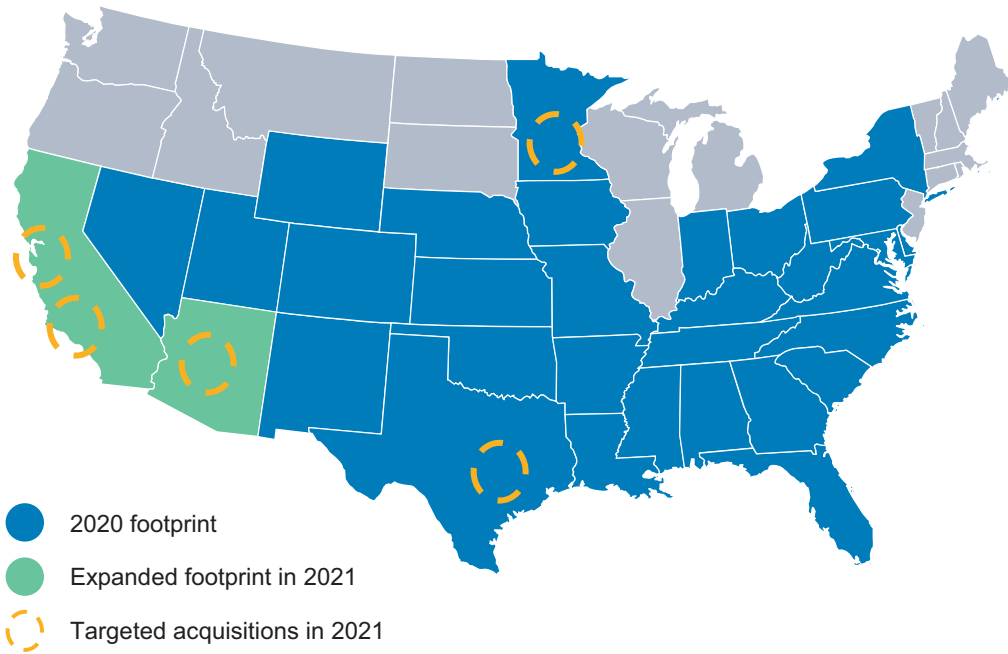 2020 footprint
Expanded footprint in 2021
Targeted acquisitions in 2021